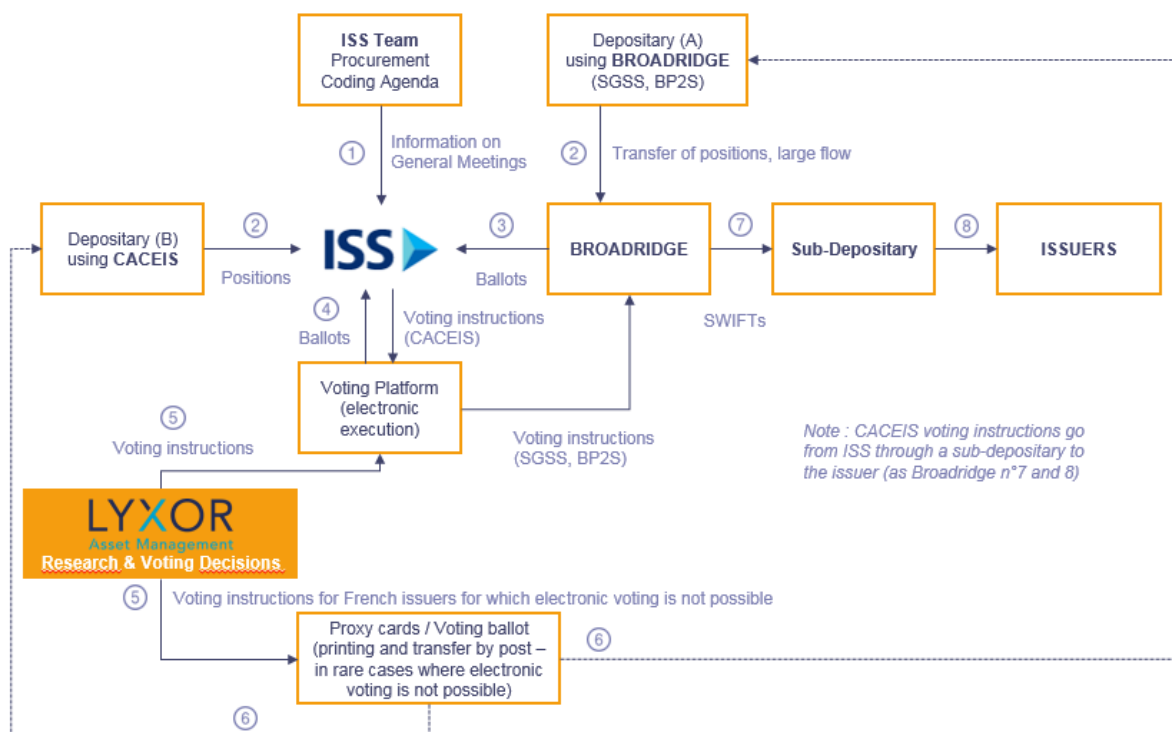 ISS Team
Procurement
Coding Agenda
Depositary (A)
using BROADRIDGE
(SGSS, BP2S)
1
Information on
General Meetings
2
Transfer of positions, large flow
Depositary (B)
using CACEIS
2
Positions
ISS
3
Ballots
BROADRIDGE
7
SWIFTs
Sub-Depositary
8
ISSUERS
4
Ballots
Voting instructions
(CACEIS)
Voting Platform
(electronic
execution)
5
Voting instructions
Voting instructions
(SGSS, BP2S)
Note : CACEIS voting instructions go
from ISS through a sub-depositary to
the issuer (as Broadridge n°7 and 8)
LYXOR
Asset Management
Research & Voting Decisions
5
Voting instructions for French issuers for which electronic voting is not possible
Proxy cards / Voting ballot
(printing and transfer by post –
in rare cases where electronic
voting is not possible)
6
6